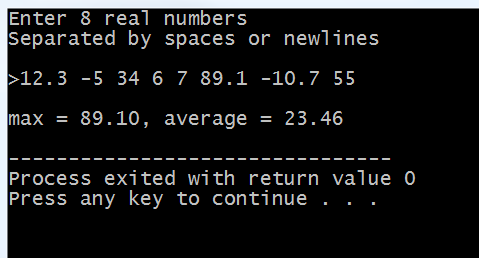 Enter 8 real numbers
Separated by spaces or newlines
>12.3 -5 34 6 7 89.1 -10.7 55
max = 89.10, average = 23.46
--------------------------------
Process exited with return value 0
Press any key to continue . . .